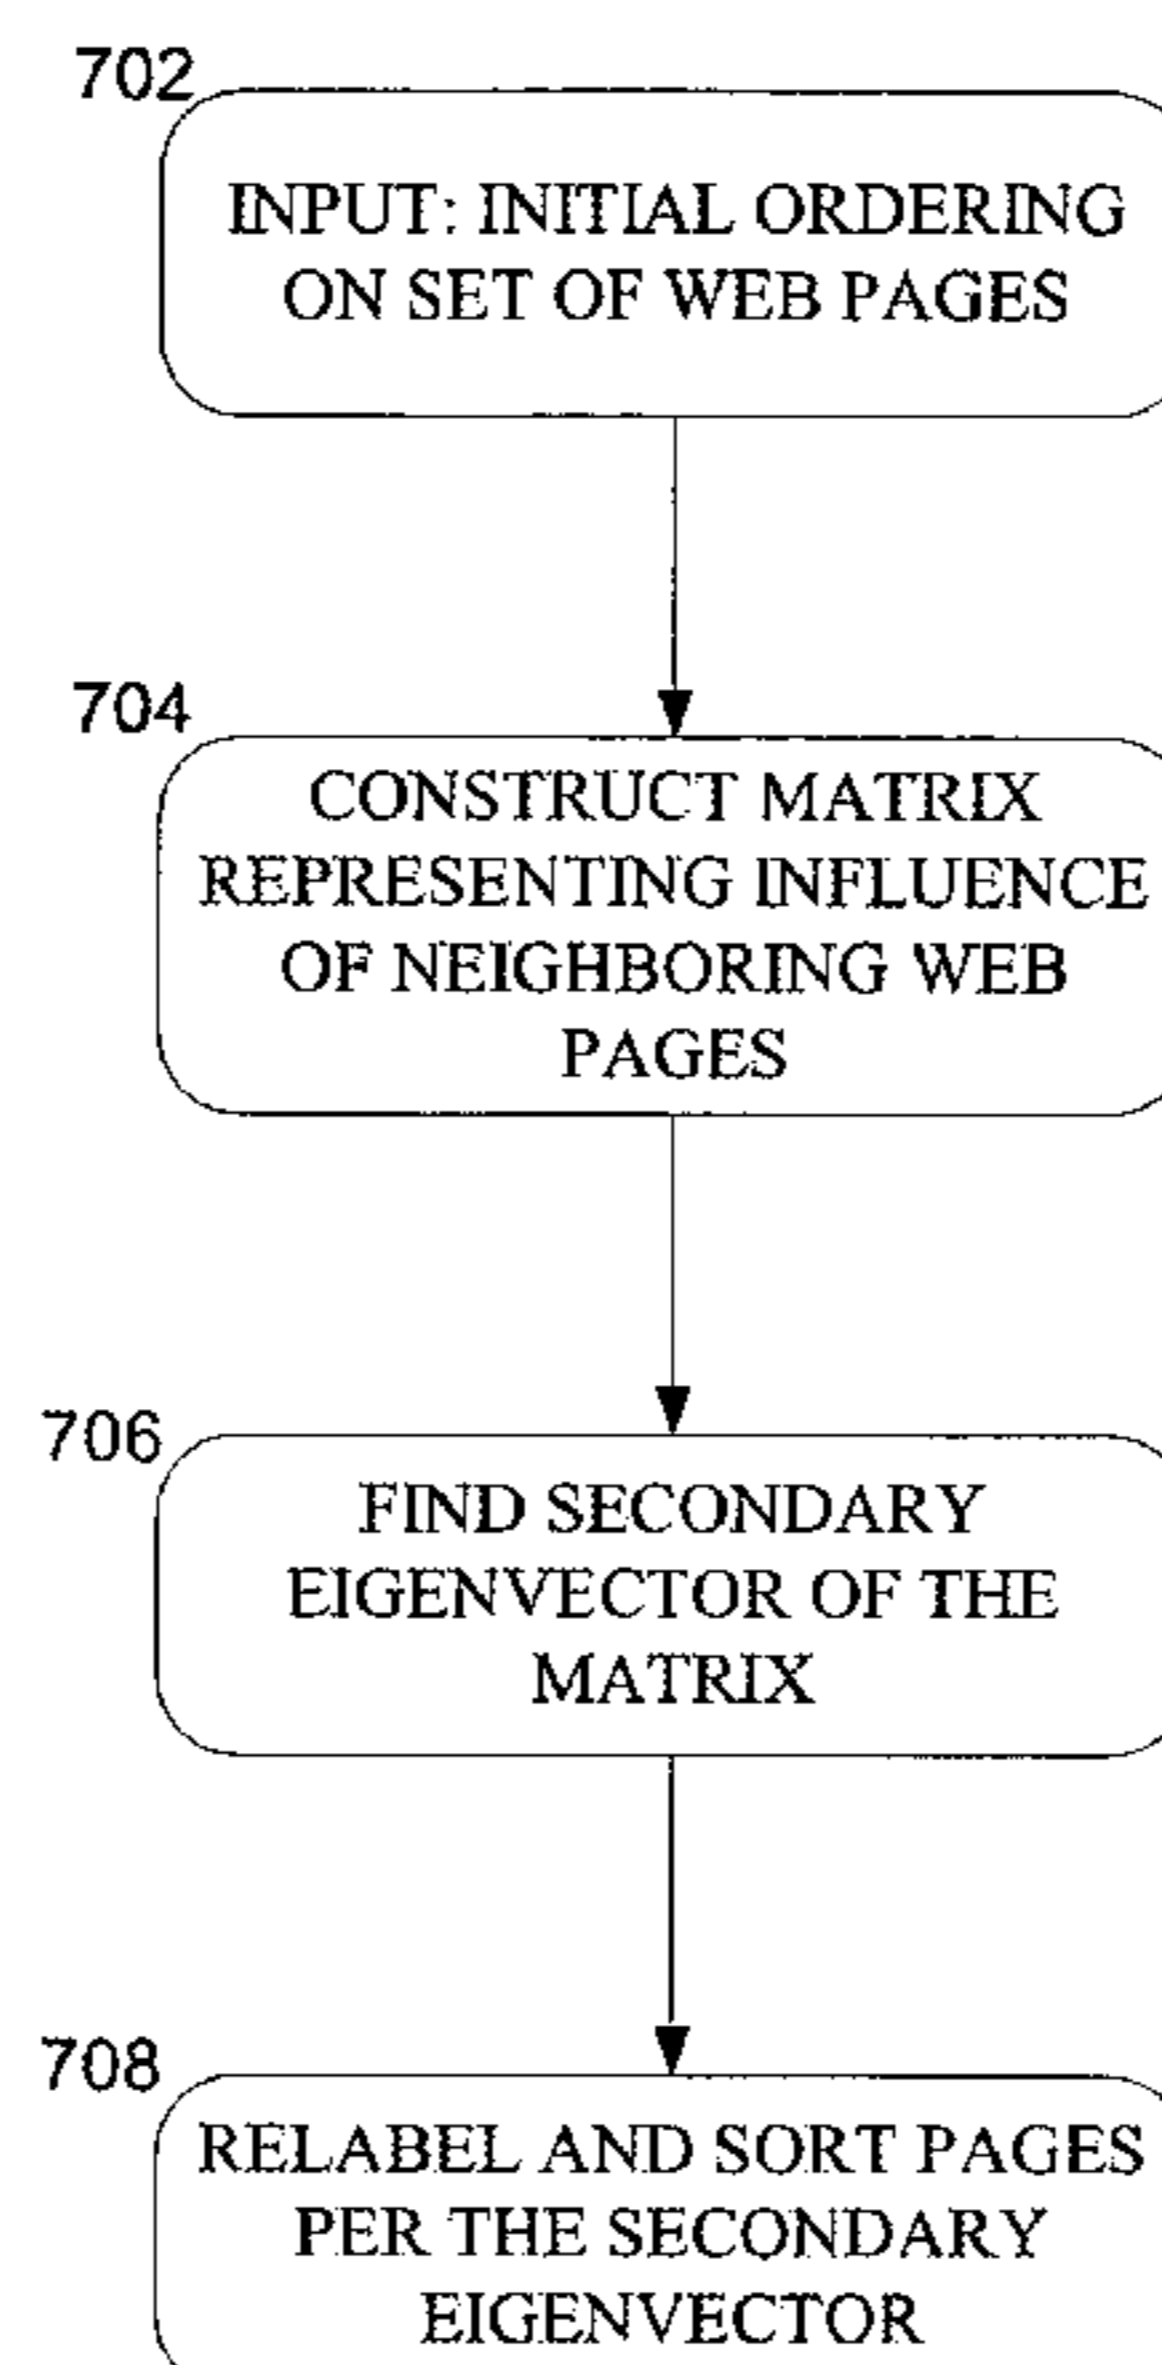 702
INPUT: INITIAL ORDERING
ON SET OF WEB PAGES
704
CONSTRUCT MATRIX
REPRESENTING INFLUENCE
OF NEIGHBORING WEB
PAGES
706
FIND SECONDARY
EIGENVECTOR OF THE
MATRIX
708
RELABEL AND SORT PAGES
PER THE SECONDARY
EIGENVECTOR